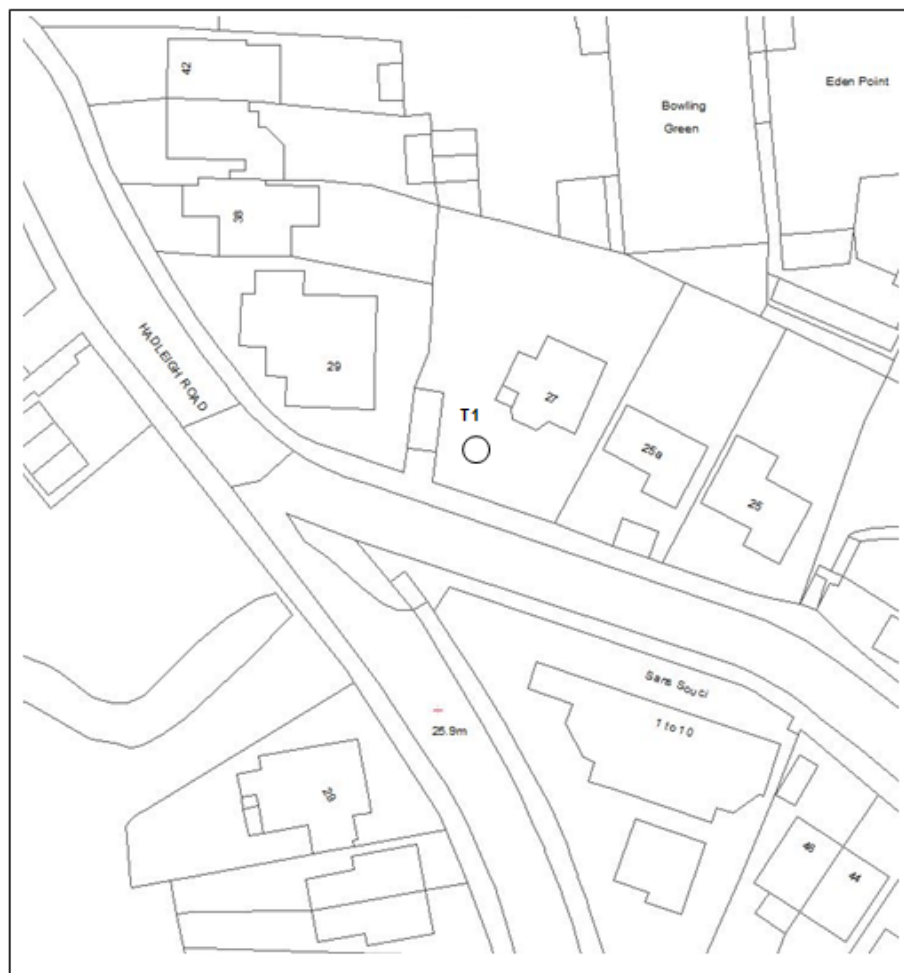 42
Eden Point
Bowling
Green
38
HADLEIGH ROAD
29
T1
27
25a
25
Sans Souci
1 to 10
25.9m
29
46
44